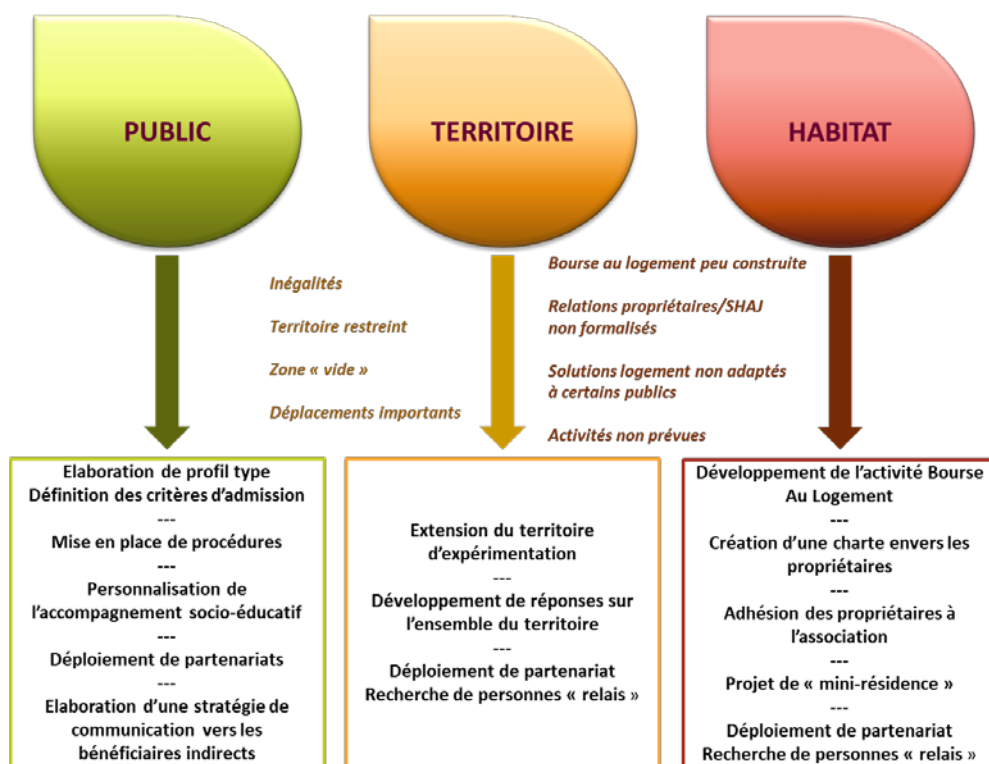 PUBLIC
TERRITOIRE
HABITAT
Inégalités
Territoire restreint
Zone « vide »
Déplacements importants
Bourse au logement peu construite
Relations propriétaires/SHAJ
non formalisés
Solutions logement non adaptés
à certains publics
Activités non prévues
Elaboration de profil type
Définition des critères d'admission
---
Mise en place de procédures
---
Personnalisation de
l'accompagnement socio-éducatif
---
Déploiement de partenariats
---
Elaboration d'une stratégie de
communication vers les
bénéficiaires indirects
Extension du territoire
d'expérimentation
---
Développement de réponses sur
l'ensemble du territoire
---
Déploiement de partenariat
Recherche de personnes « relais »
Développement de l'activité Bourse
Au Logement
---
Création d'une charte envers les
propriétaires
---
Adhésion des propriétaires à
l'association
---
Projet de « mini-résidence »
---
Déploiement de partenariat
Recherche de personnes « relais »